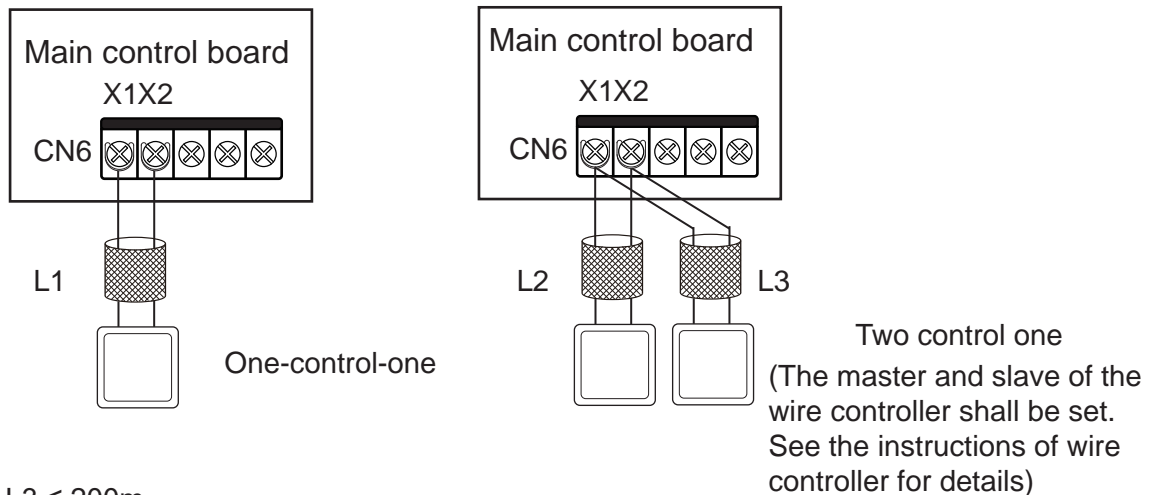 Main control board
X1X2
CN6
L1
One-control-one
Main control board
X1X2
CN6
L2
L3
Two control one
(The master and slave of the
wire controller shall be set.
See the instructions of wire
controller for details)